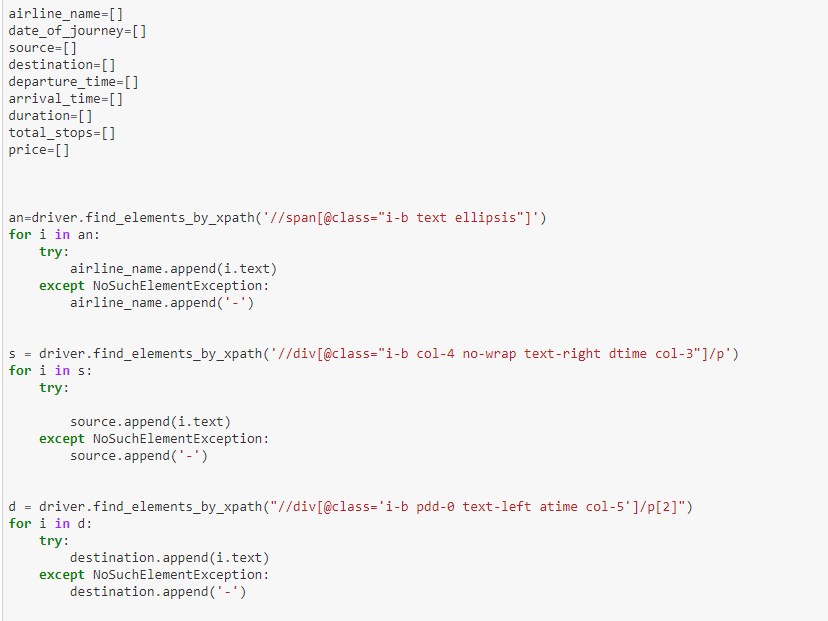 airline_name=[]
date_of_journey=[]
source=[]
destination=[]
departure_time=[]
arrival_time=[]
duration=[]
total_stops=[]
price=[]
an=driver.find_elements_by_xpath('//span[@class="i-b text ellipsis"]')
for i in an:
    try:
        airline_name.append(i.text)
    except NoSuchElementException:
        airline_name.append('-')
s = driver.find_elements_by_xpath('//div[@class="i-b col-4 no-wrap text-right dtime col-3"]/p')
for i in s:
    try:
        source.append(i.text)
    except NoSuchElementException:
        source.append('-')
d = driver.find_elements_by_xpath("//div[@class='i-b pdd-0 text-left atime col-5']/p[2]")
for i in d:
    try:
        destination.append(i.text)
    except NoSuchElementException:
        destination.append('-')